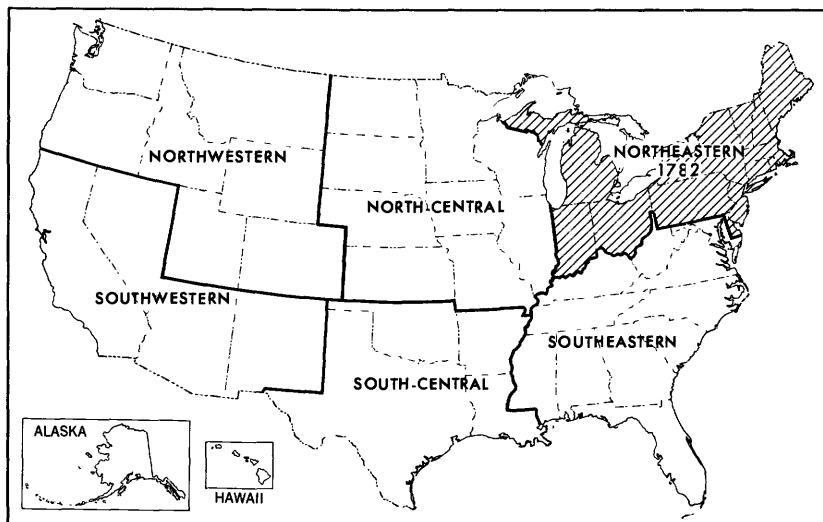 NORTHWESTERN
NORTH-CENTRAL
NORTHEASTERN
1782
SOUTHWESTERN
SOUTH-CENTRAL
SOUTHEASTERN
ALASKA
HAWAII